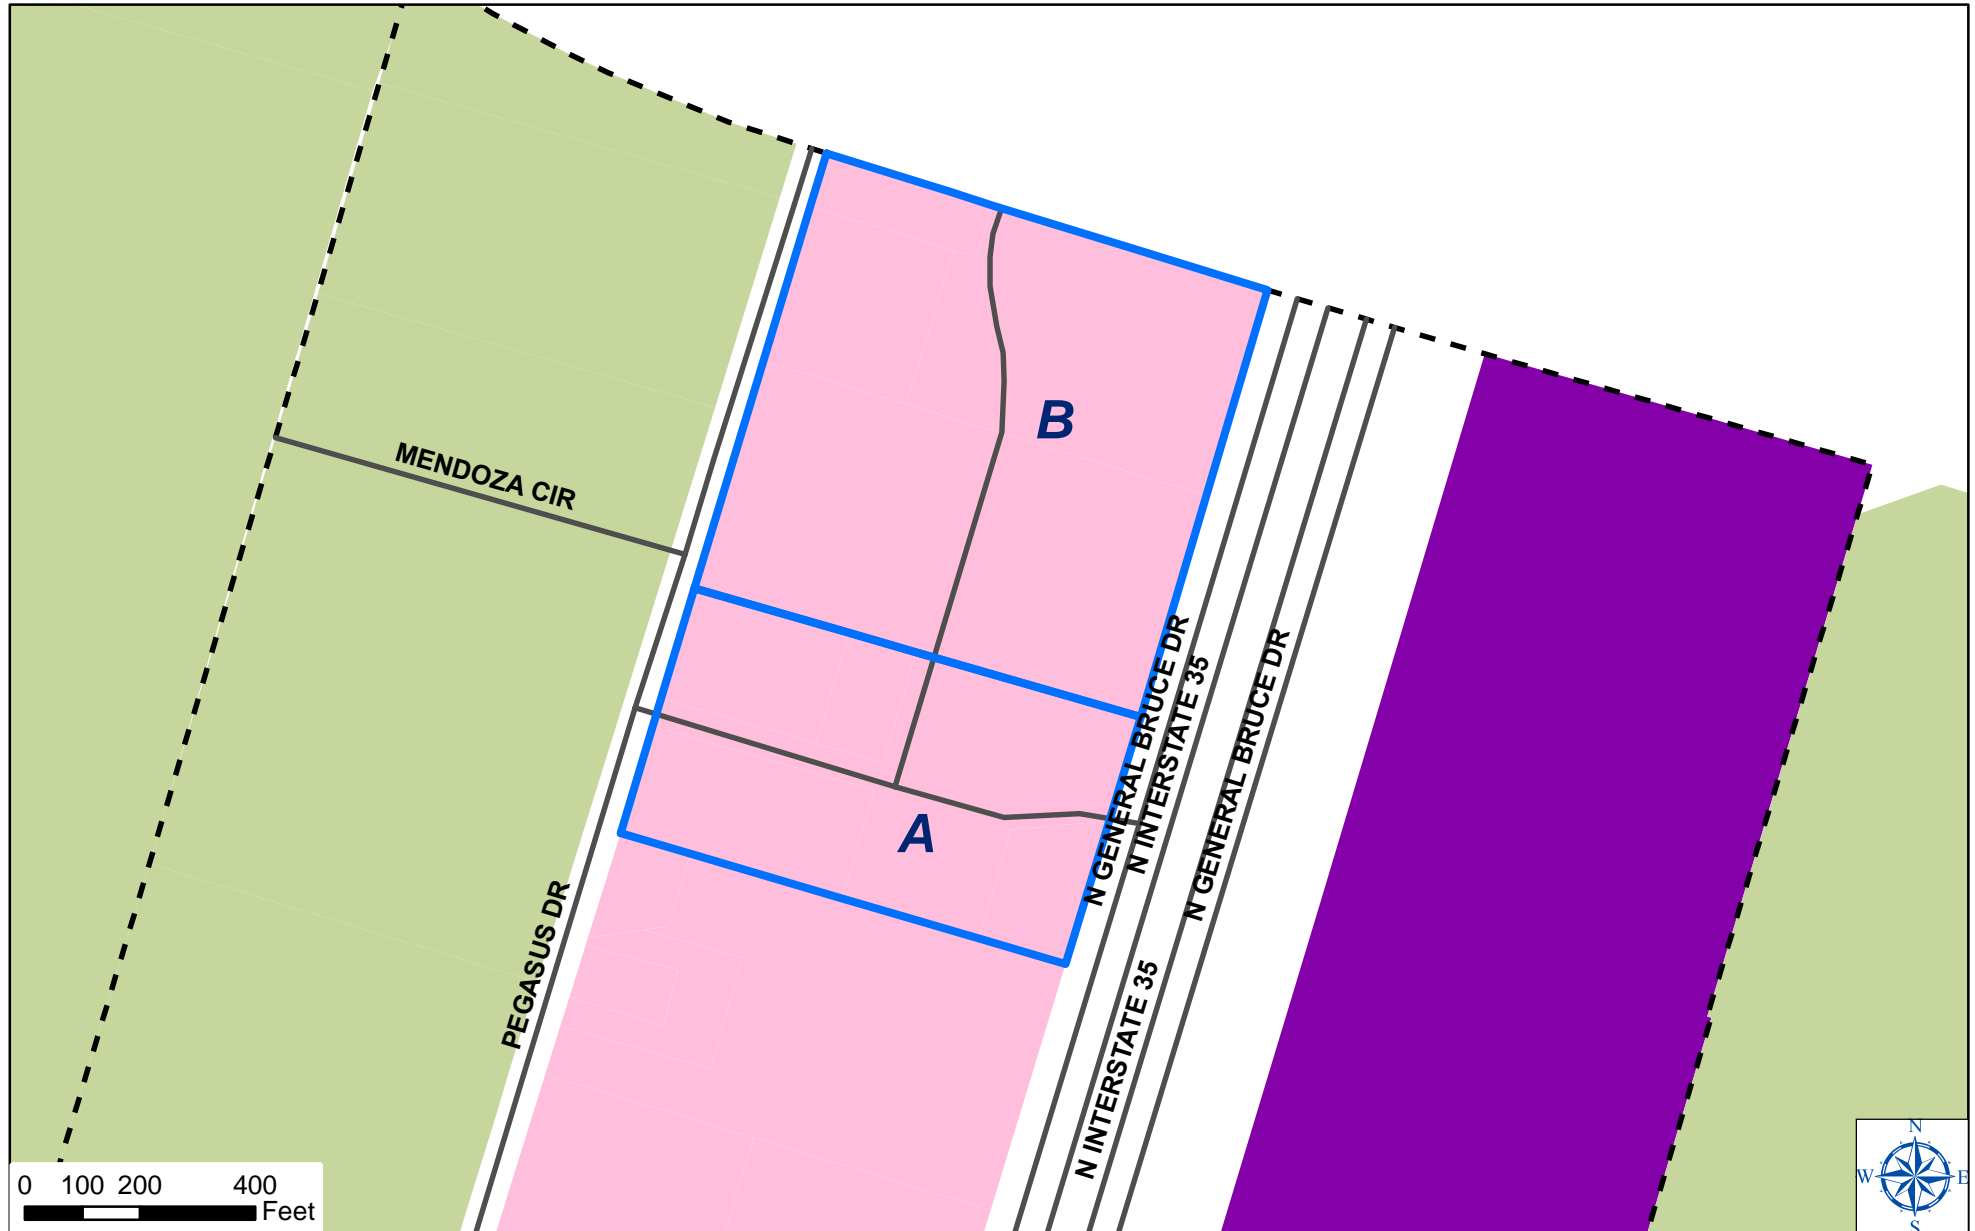 B
MENDOZA CIR
N GENERAL BRUCE DR
N INTERSTATE 35
N GENERAL BRUCE DR
A
PEGASUS DR
N INTERSTATE 35
0 100 200 400
Feet
N
W E
S